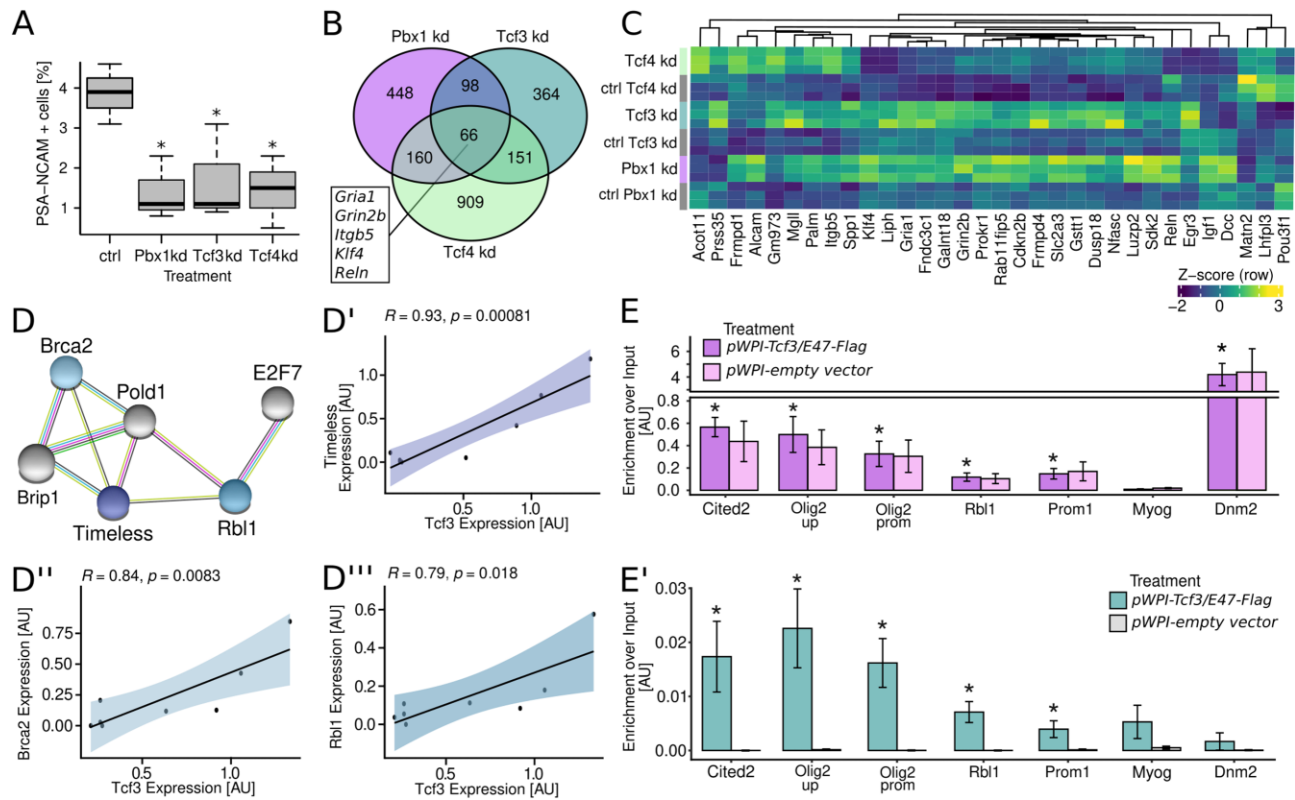 A
PSA-NCAM + cells [%]
4
3
2
1
*
*
*
ctrl
Pbx1kd
Tcf3kd
Tcf4kd
Treatment
B
Pbx1 kd
Tcf3 kd
448
98
364
66
160
151
909
Tcf4 kd
Gria1
Grin2b
Itgb5
Klf4
Reln
C
Tcf4 kd
ctrl Tcf4 kd
Tcf3 kd
ctrl Tcf3 kd
Pbx1 kd
ctrl Pbx1 kd
Acot11
Prss35
Frmpd1
Alcam
Gm973
Mgll
Palm
Itgb5
Spp1
Klf4
Liph
Gria1
Fndc3c1
Galnt18
Grin2b
Prokr1
Rab11fip5
Cdkn2b
Frmpd4
Slc2a3
Gstt1
Dusp18
Nfasc
Luzp2
Sdk2
Reln
Egr3
Igf1
Dcc
Matn2
Lhfpl3
Pou3f1
Z-score (row)
-2
3
D
Brca2
Pold1
E2F7
Brip1
Timeless
Rbl1
D'
R = 0.93, p = 0.00081
Timeless
Expression [AU]
1.0
0.5
0.0
0.5
1.0
Tcf3 Expression [AU]
D''
R = 0.84, p = 0.0083
Brca2 Expression [AU]
0.75
0.50
0.25
0.00
0.5
1.0
Tcf3 Expression [AU]
D'''
R = 0.79, p = 0.018
Rbl1 Expression [AU]
0.6
0.4
0.2
0.0
0.5
1.0
Tcf3 Expression [AU]
E
Treatment
pWPI-Tcf3/E47-Flag
pWPI-empty vector
Enrichment over Input
[AU]
6
4
0.8
0.6
0.4
0.2
0.0
*
*
*
*
*
*
Cited2
Olig2
up
Olig2
prom
Rbl1
Prom1
Myog
Dnm2
E'
Treatment
pWPI-Tcf3/E47-Flag
pWPI-empty vector
Enrichment over Input
[AU]
0.03
0.02
0.01
0.00
*
*
*
*
*
Cited2
Olig2
up
Olig2
prom
Rbl1
Prom1
Myog
Dnm2